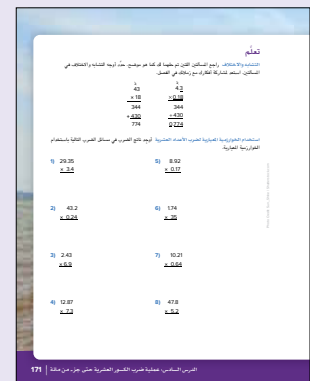 تعلّم
التشابه والاختلاف راجع المسألتين اللتين تم حلهما لك كما هو موضح. حدّد أوجه التشابه والاختلاف في
المسألتين. استعد لمشاركة أفكارك مع زملائك في الفصل.
2 2
43 4.3
× 18 × 0.18
344 344
+ 430 + 430
774 0.774
استخدام الخوارزمية المعيارية لضرب الأعداد العشرية أوجد ناتج الضرب في مسائل الضرب التالية باستخدام
الخوارزمية المعيارية.
1) 29.35 5) 8.92
× 3.4 × 0.17
2) 43.2 6) 1.74
× 0.24 × 35
3) 2.43 7) 10.21
× 6.9 × 0.64
4) 12.87 8) 47.8
× 7.3 × 5.2
الدرس السادس: عملية ضرب الكسور العشرية حتى جزء من مائة 171